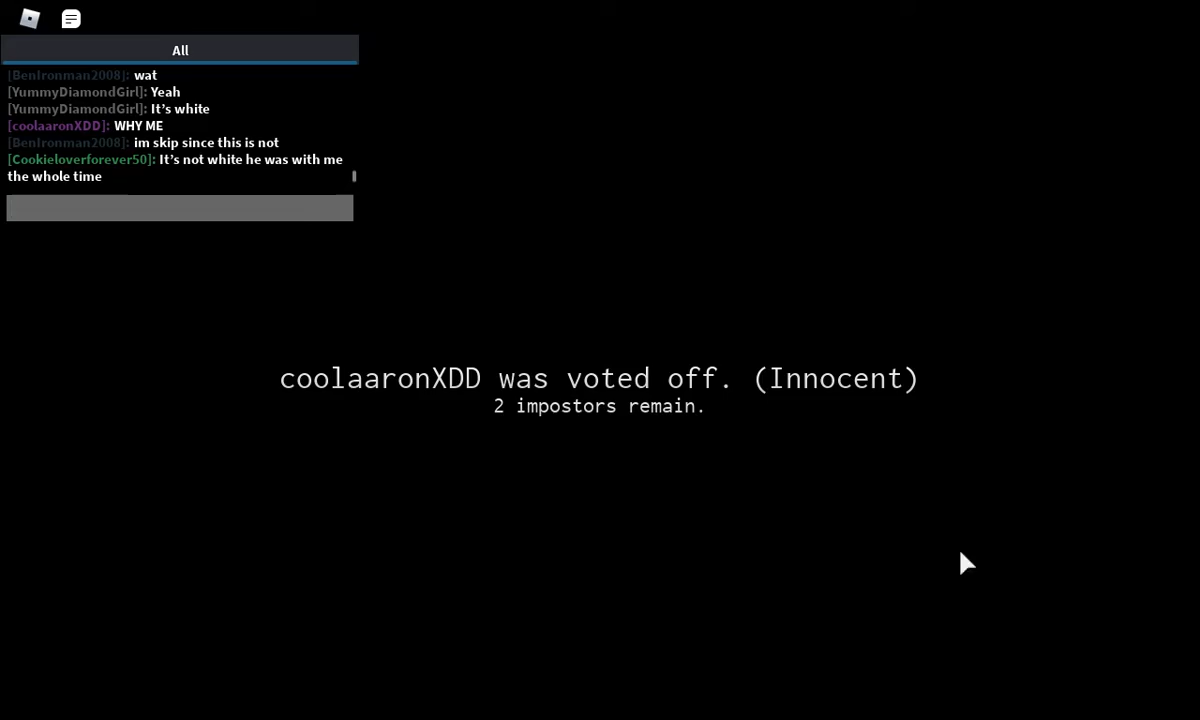 All
[BenIronman2008]: wat
[YummyDiamondGirl]: Yeah
[YummyDiamondGirl]: It's white
[coolaaronXDD]: WHY ME
[BenIronman2008]: im skip since this is not
[Cookieloverforever50]: It's not white he was with me
the whole time
coolaaronXDD was voted off. (Innocent)
2 impostors remain.